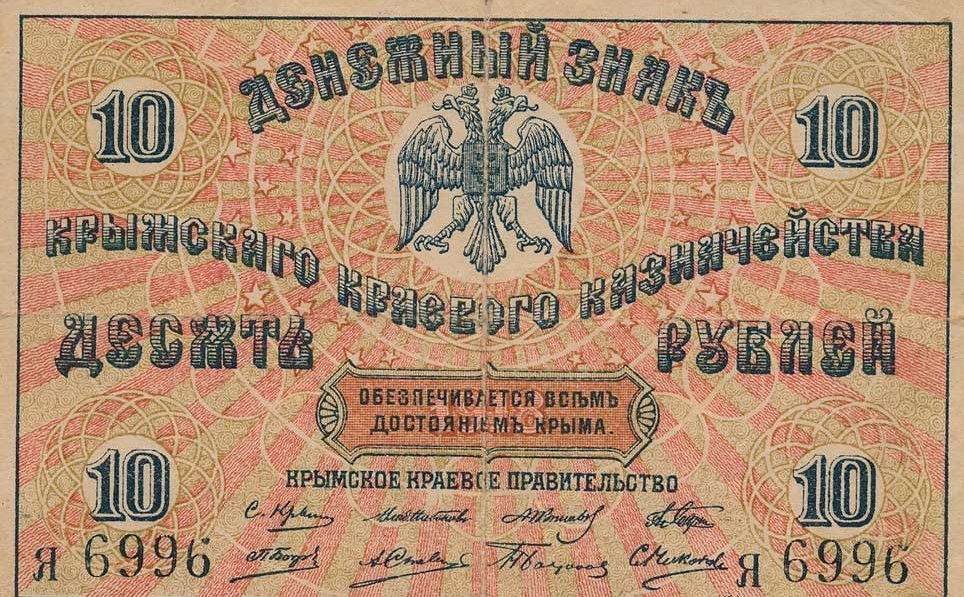 ДЕНЕЖНЫЙ ЗНАКЪ
10 10
КРЫМСКАГО КРАЕВОГО КАЗНАЧЕЙСТВА
ДЕСЯТЬ РУБЛЕЙ
1918
ОБЕЗПЕЧИВАЕТСЯ ВСѢМЪ
ДОСТОЯНІЕМЪ КРЫМА.
КРЫМСКОЕ КРАЕВОЕ ПРАВИТЕЛЬСТВО
10 10
Я 6996 Я 6996